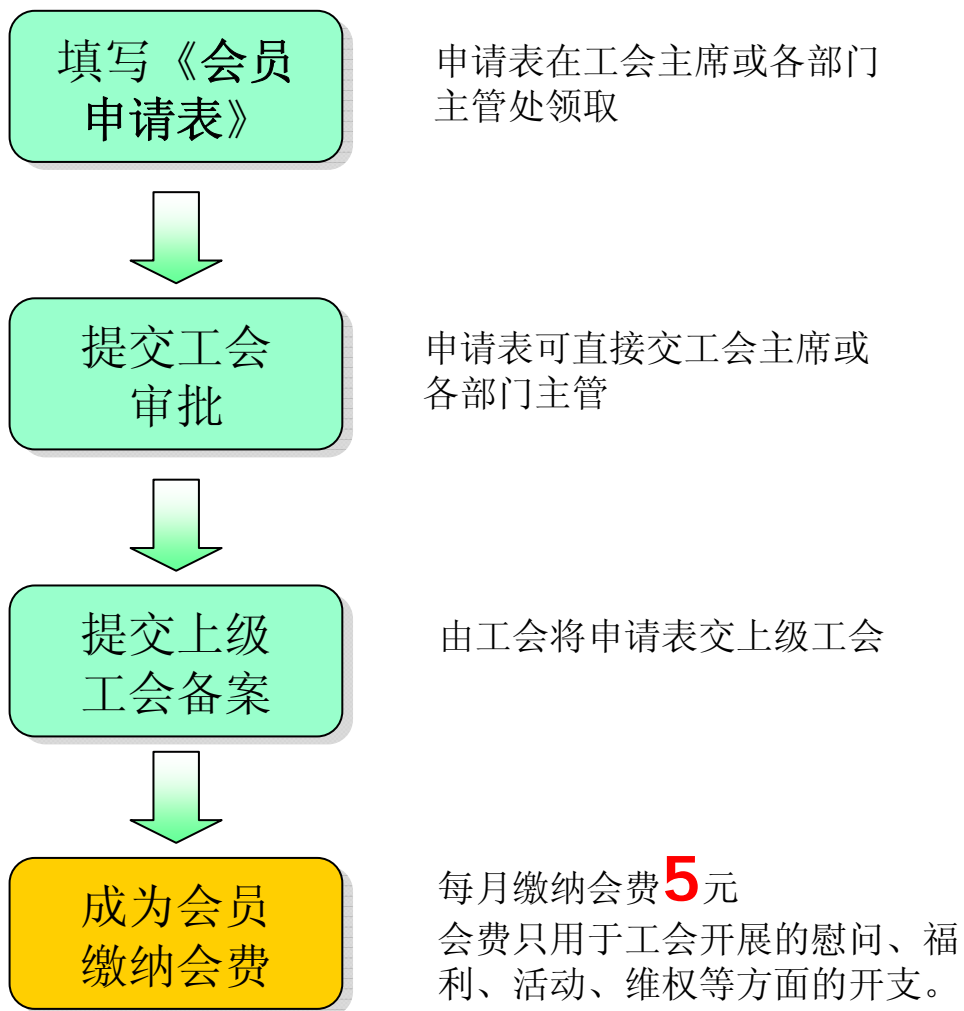 填写《会员
申请表》
申请表在工会主席或各部门
主管处领取
提交工会
审批
申请表可直接交工会主席或
各部门主管
提交上级
工会备案
由工会将申请表交上级工会
成为会员
缴纳会费
每月缴纳会费5元
会费只用于工会开展的慰问、福
利、活动、维权等方面的开支。